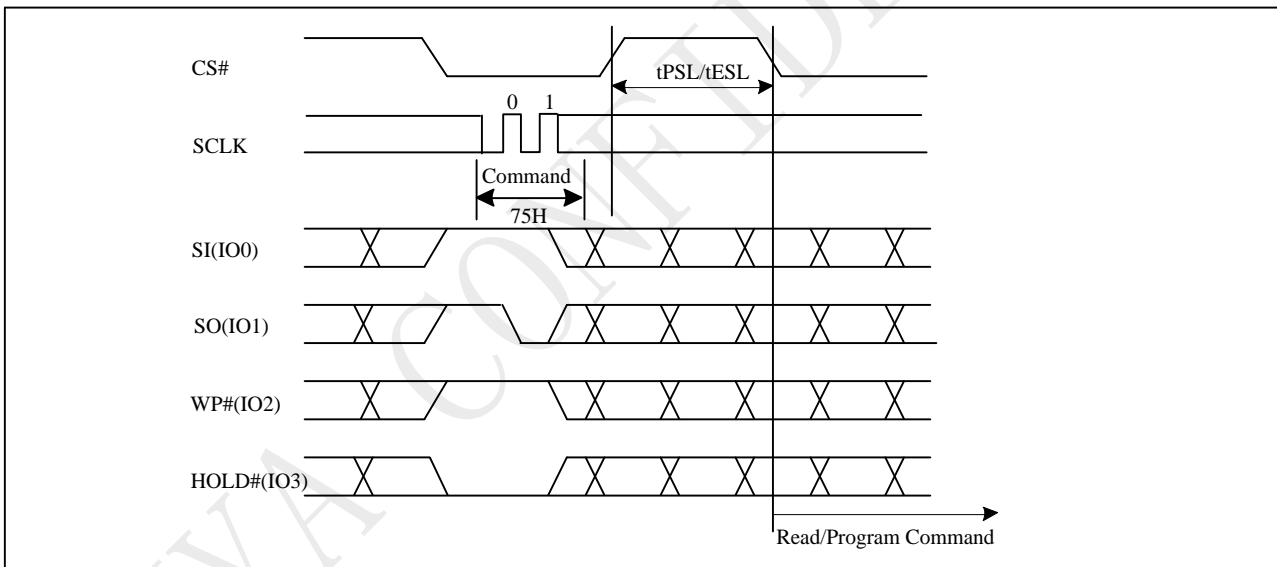 CS#
tPSL/tESL
0 1
SCLK
Command
75H
SI(IO0)
SO(IO1)
WP#(IO2)
HOLD#(IO3)
Read/Program Command